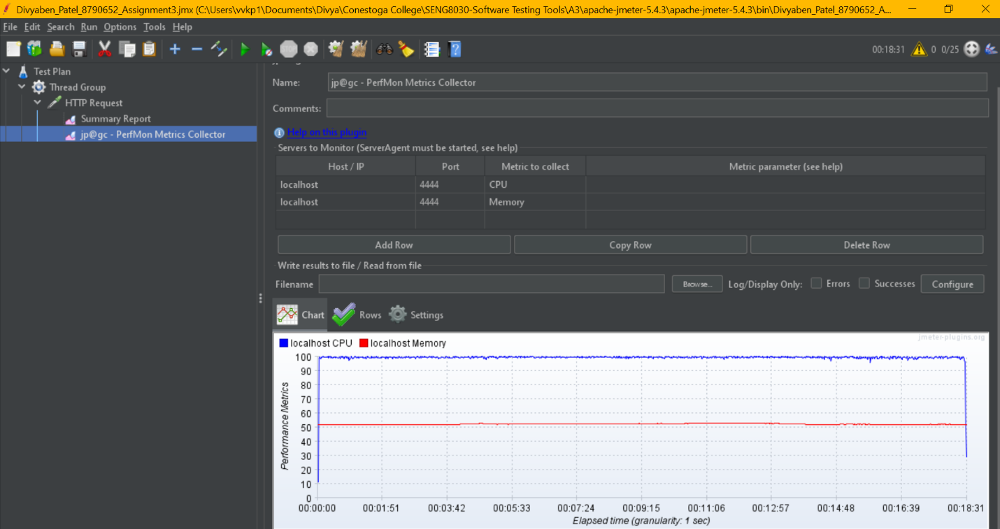 Divyaben_Patel_8790652_Assignment3.jmx (C:\Users\vvkp1\Documents\Divya\Conestoga College\SENG8030-Software Testing Tools\A3\apache-jmeter-5.4.3\apache-jmeter-5.4.3\bin\Divyaben_Patel_8790652_A...
File Edit Search Run Options Tools Help
00:18:31 0 0/25
Test Plan
Thread Group
HTTP Request
Summary Report
jp@gc - PerfMon Metrics Collector
Name: jp@gc - PerfMon Metrics Collector
Comments:
Help on this plugin
Servers to Monitor (ServerAgent must be started, see help)
Host / IP Port Metric to collect Metric parameter (see help)
localhost 4444 CPU
localhost 4444 Memory
Add Row Copy Row Delete Row
Write results to file / Read from file
Filename Browse... Log/Display Only: Errors Successes Configure
Chart Rows Settings
jmeter-plugins.org
localhost CPU localhost Memory
Performance Metrics
100
90
80
70
60
50
40
30
20
10
0
00:00:00 00:01:51 00:03:42 00:05:33 00:07:24 00:09:15 00:11:06 00:12:57 00:14:48 00:16:39 00:18:31
Elapsed time (granularity: 1 sec)